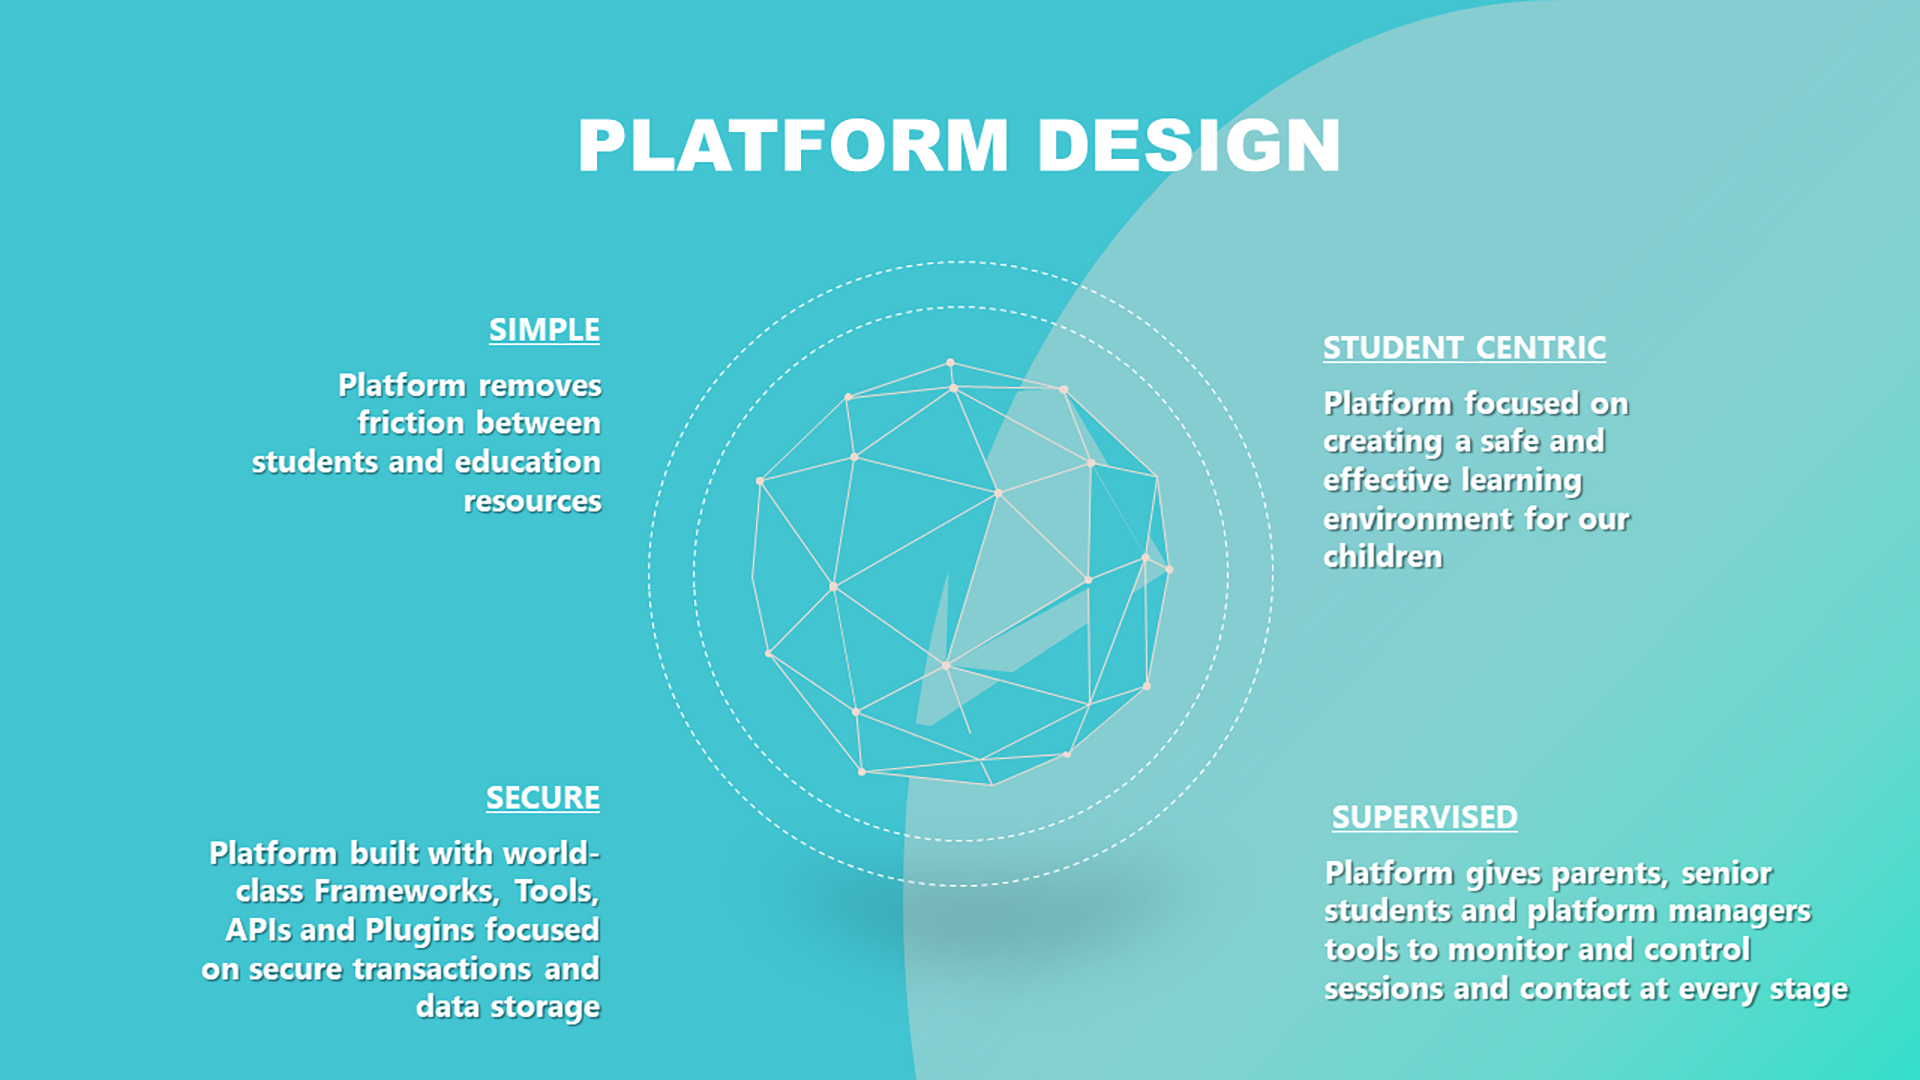 PLATFORM DESIGN
SIMPLE
Platform removes
friction between
students and education
resources
STUDENT CENTRIC
Platform focused on
creating a safe and
effective learning
environment for our
children
SECURE
Platform built with world-
class Frameworks, Tools,
APIs and Plugins focused
on secure transactions and
data storage
SUPERVISED
Platform gives parents, senior
students and platform managers
tools to monitor and control
sessions and contact at every stage